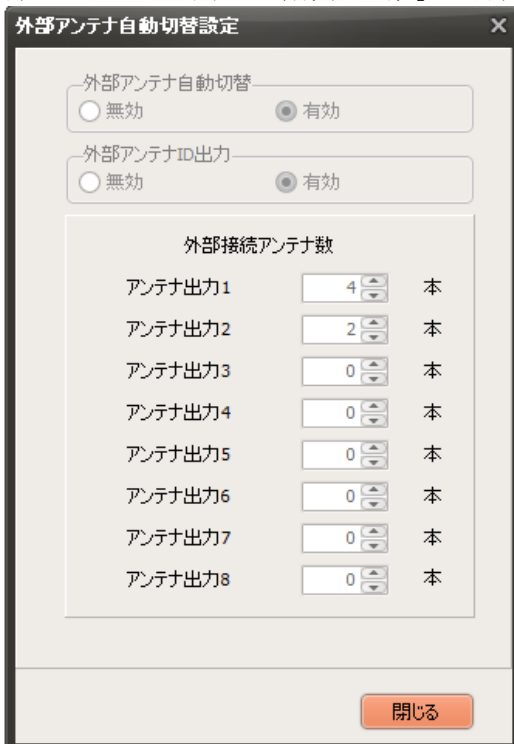 外部アンテナ自動切替設定
外部アンテナ自動切替
無効 有効
外部アンテナID出力
無効 有効
外部接続アンテナ数
アンテナ出力1 4 本
アンテナ出力2 2 本
アンテナ出力3 0 本
アンテナ出力4 0 本
アンテナ出力5 0 本
アンテナ出力6 0 本
アンテナ出力7 0 本
アンテナ出力8 0 本
閉じる